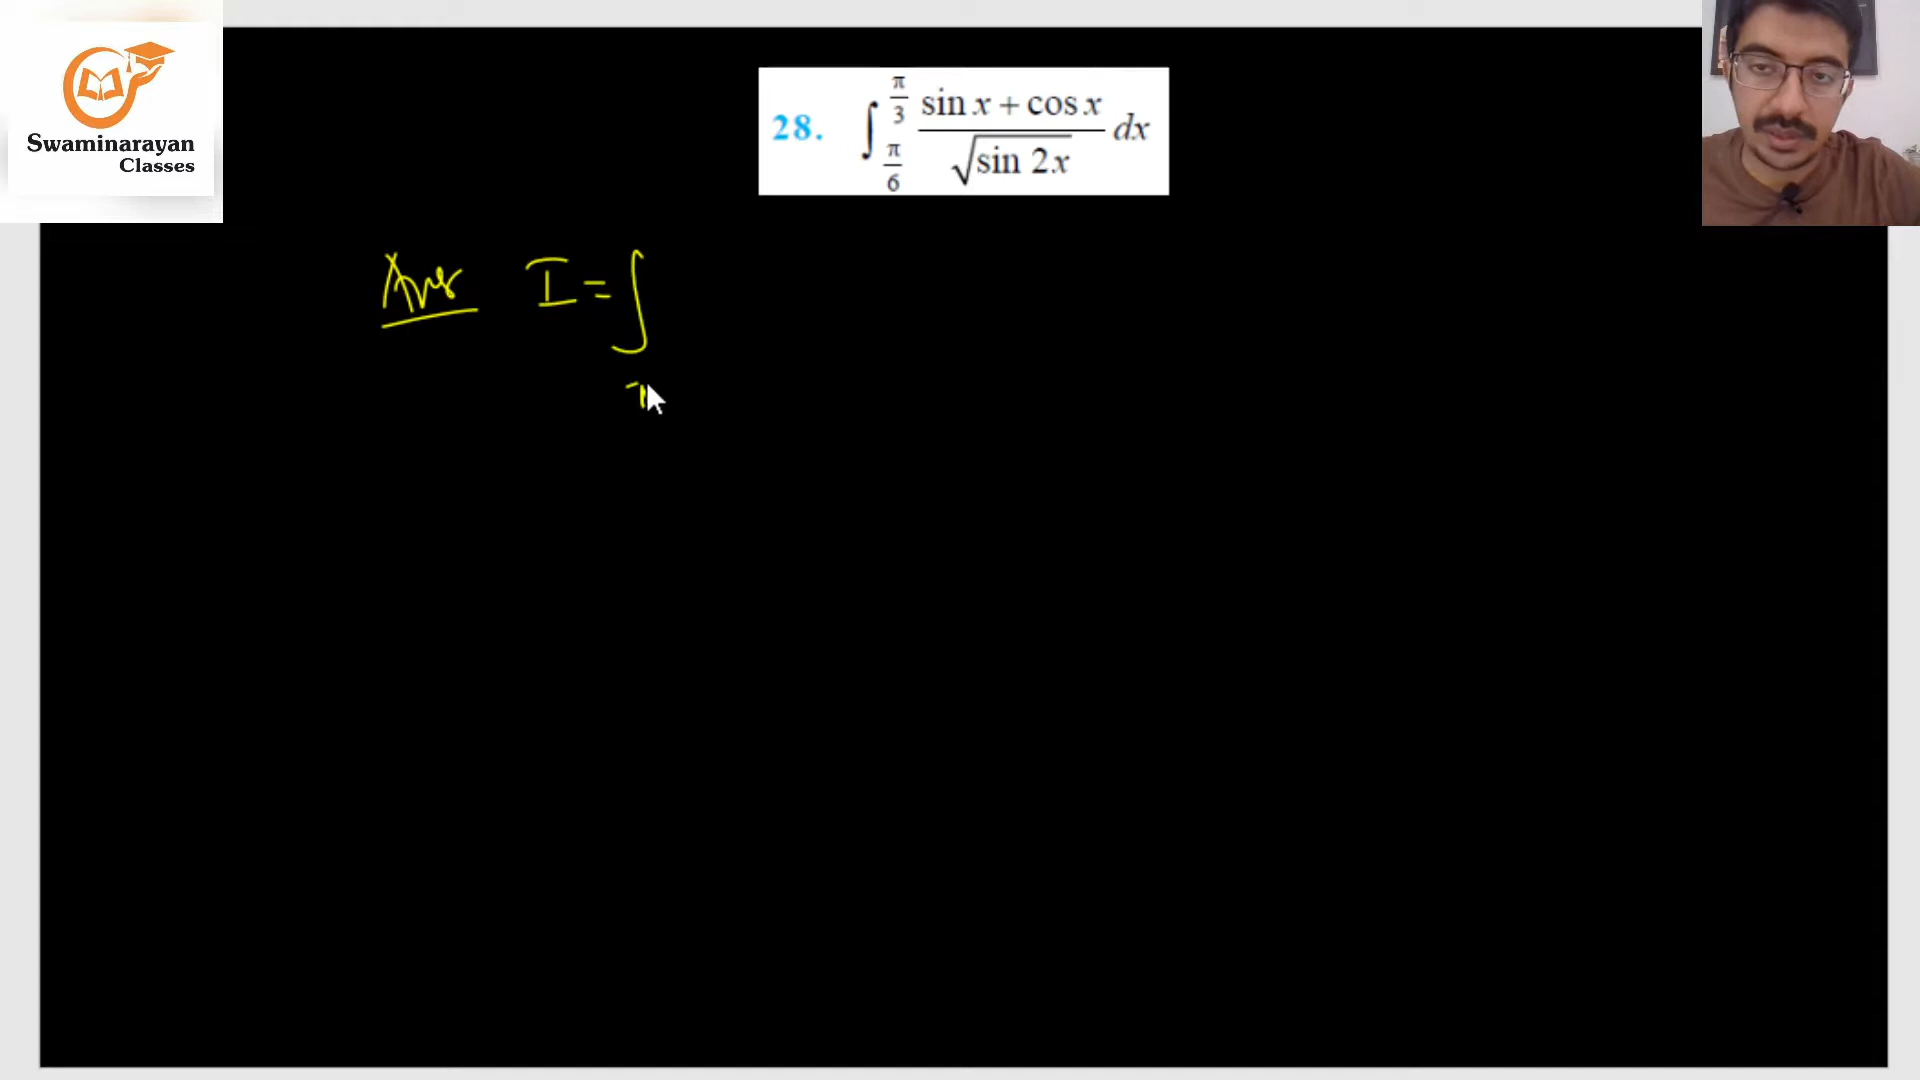 Swaminarayan
Classes
28. ∫_{π/6}^{π/3} (sin x + cos x)/√(sin 2x) dx
Ans I = ∫
π